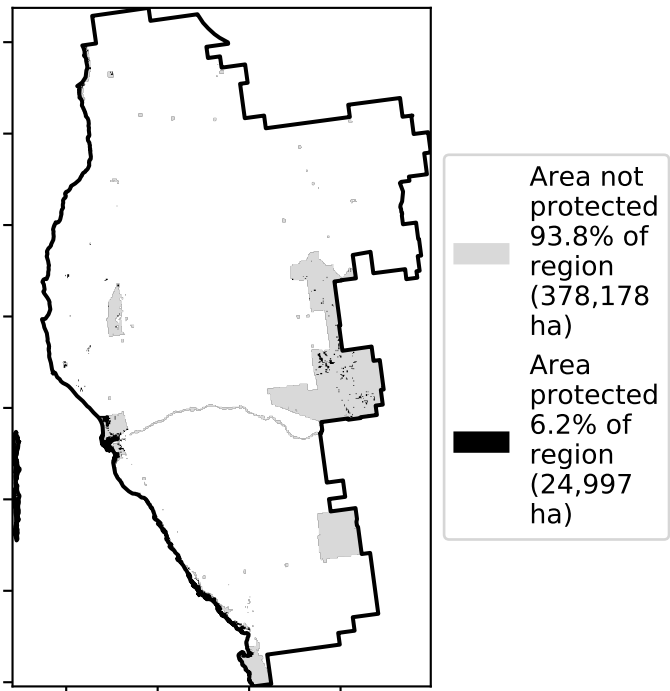 Area not
protected
93.8% of
region
(378,178
ha)
Area
protected
6.2% of
region
(24,997
ha)